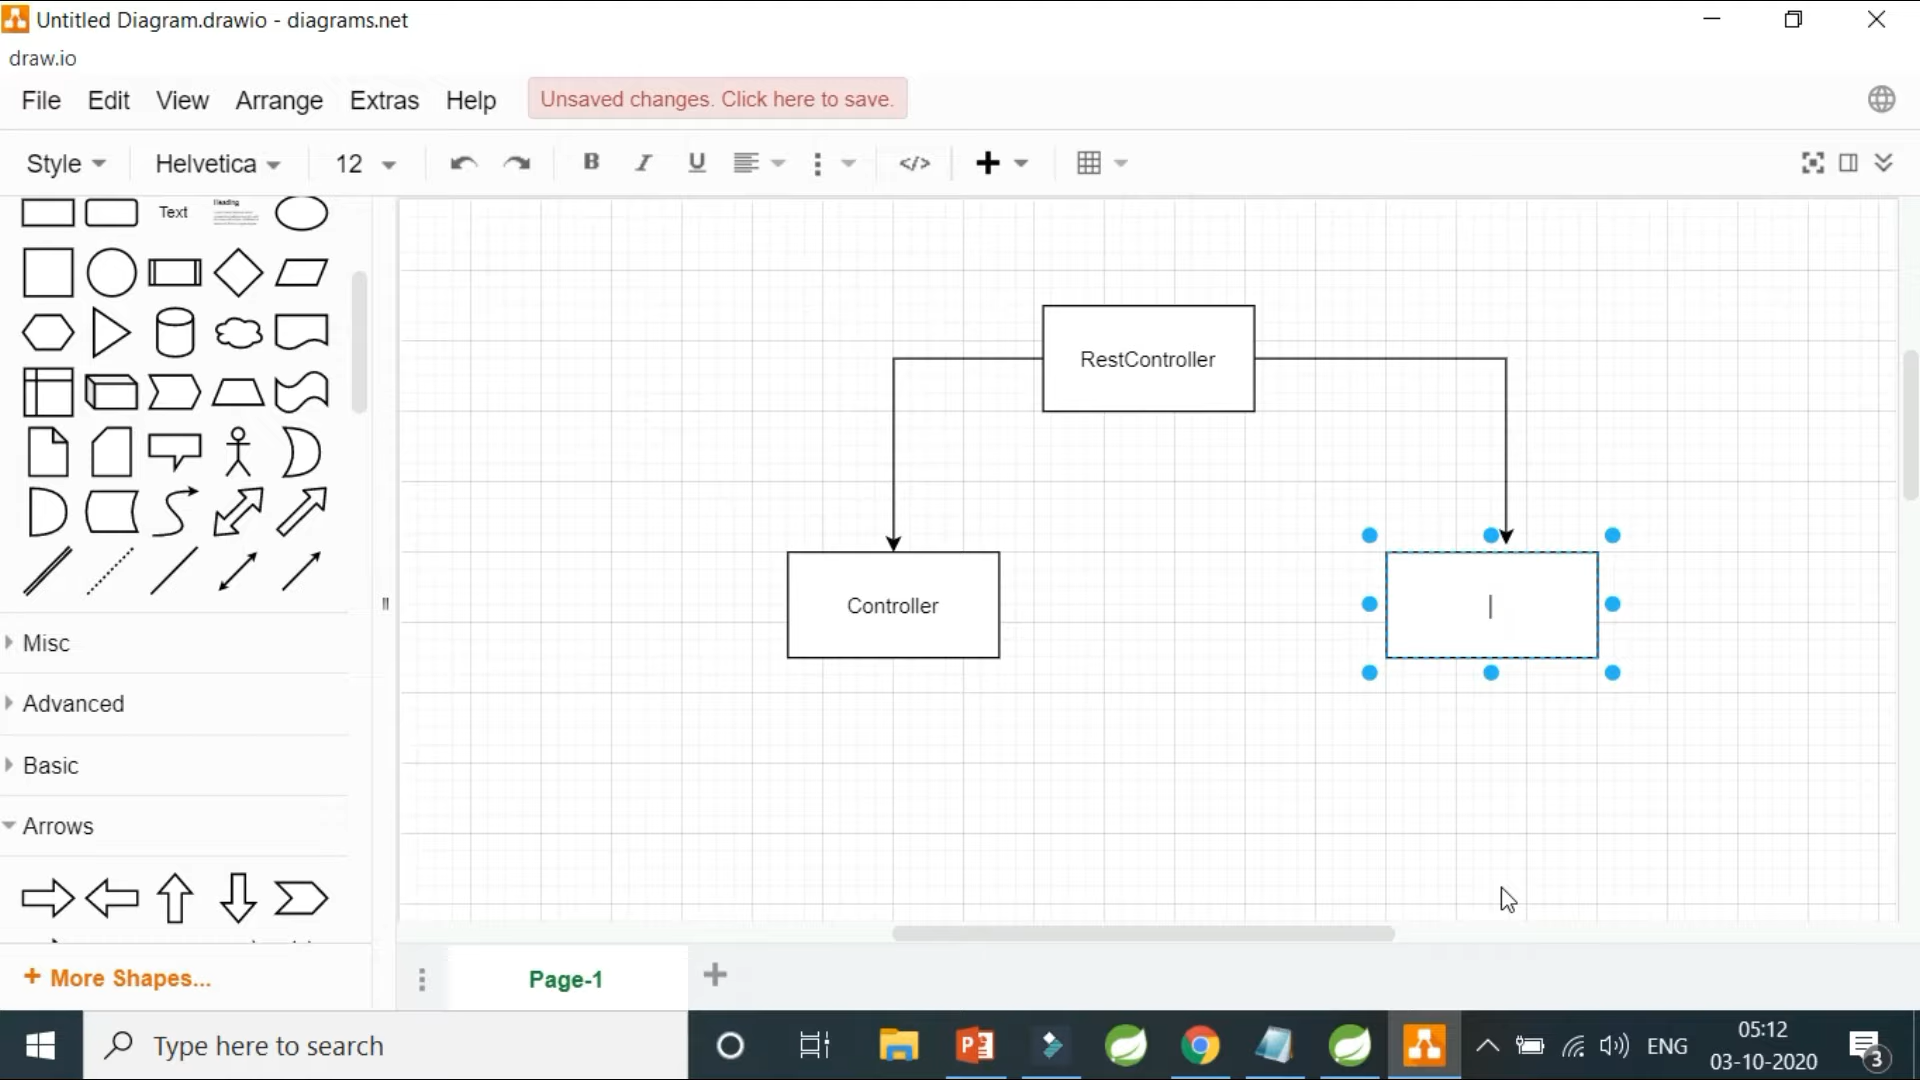 Untitled Diagram.drawio - diagrams.net
draw.io
File Edit View Arrange Extras Help Unsaved changes. Click here to save.
Style Helvetica 12 B I U </>
Text Heading
RestController
Controller
Misc
Advanced
Basic
Arrows
+ More Shapes...
Page-1
Type here to search
ENG
05:12
03-10-2020
3